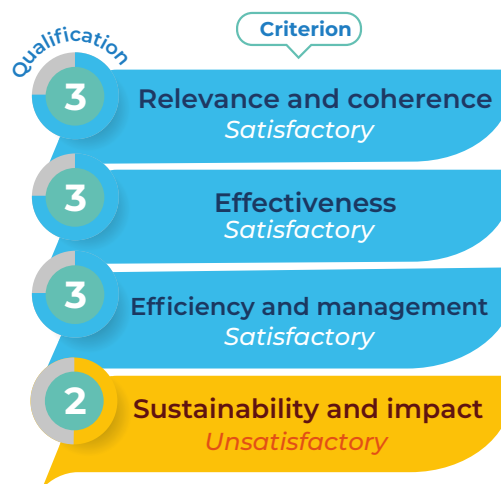 Qualification
Criterion
3
Relevance and coherence
Satisfactory
3
Effectiveness
Satisfactory
3
Efficiency and management
Satisfactory
2
Sustainability and impact
Unsatisfactory